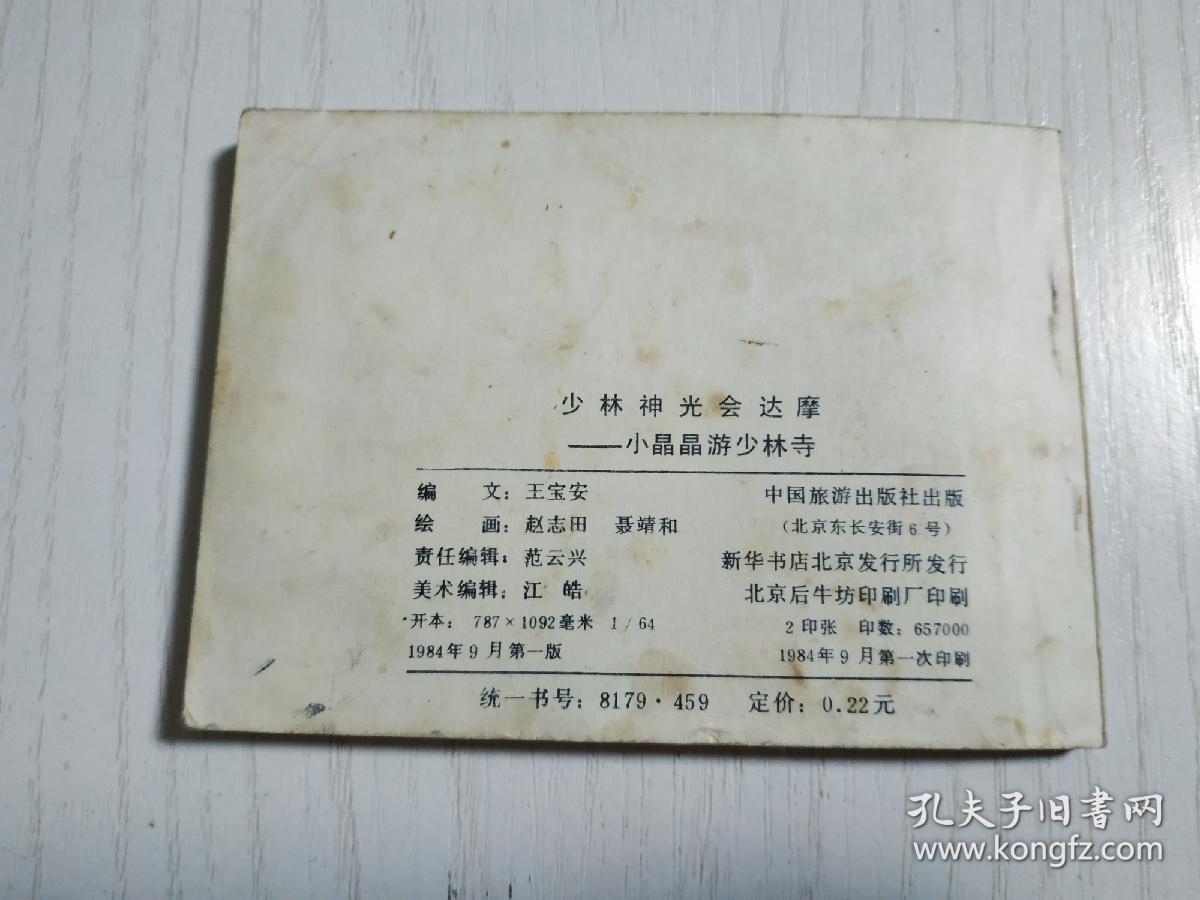 少林神光会达摩
——小晶晶游少林寺
编 文：王宝安 中国旅游出版社出版
绘 画：赵志田 聂靖和 （北京东长安街6号）
责任编辑：范云兴 新华书店北京发行所发行
美术编辑：江皓 北京后牛坊印刷厂印刷
开本：787×1092毫米 1/64 2印张 印数：657000
1984年9月第一版 1984年9月第一次印刷
统一书号：8179·459 定价：0.22元
孔夫子旧书网
www.kongfz.com